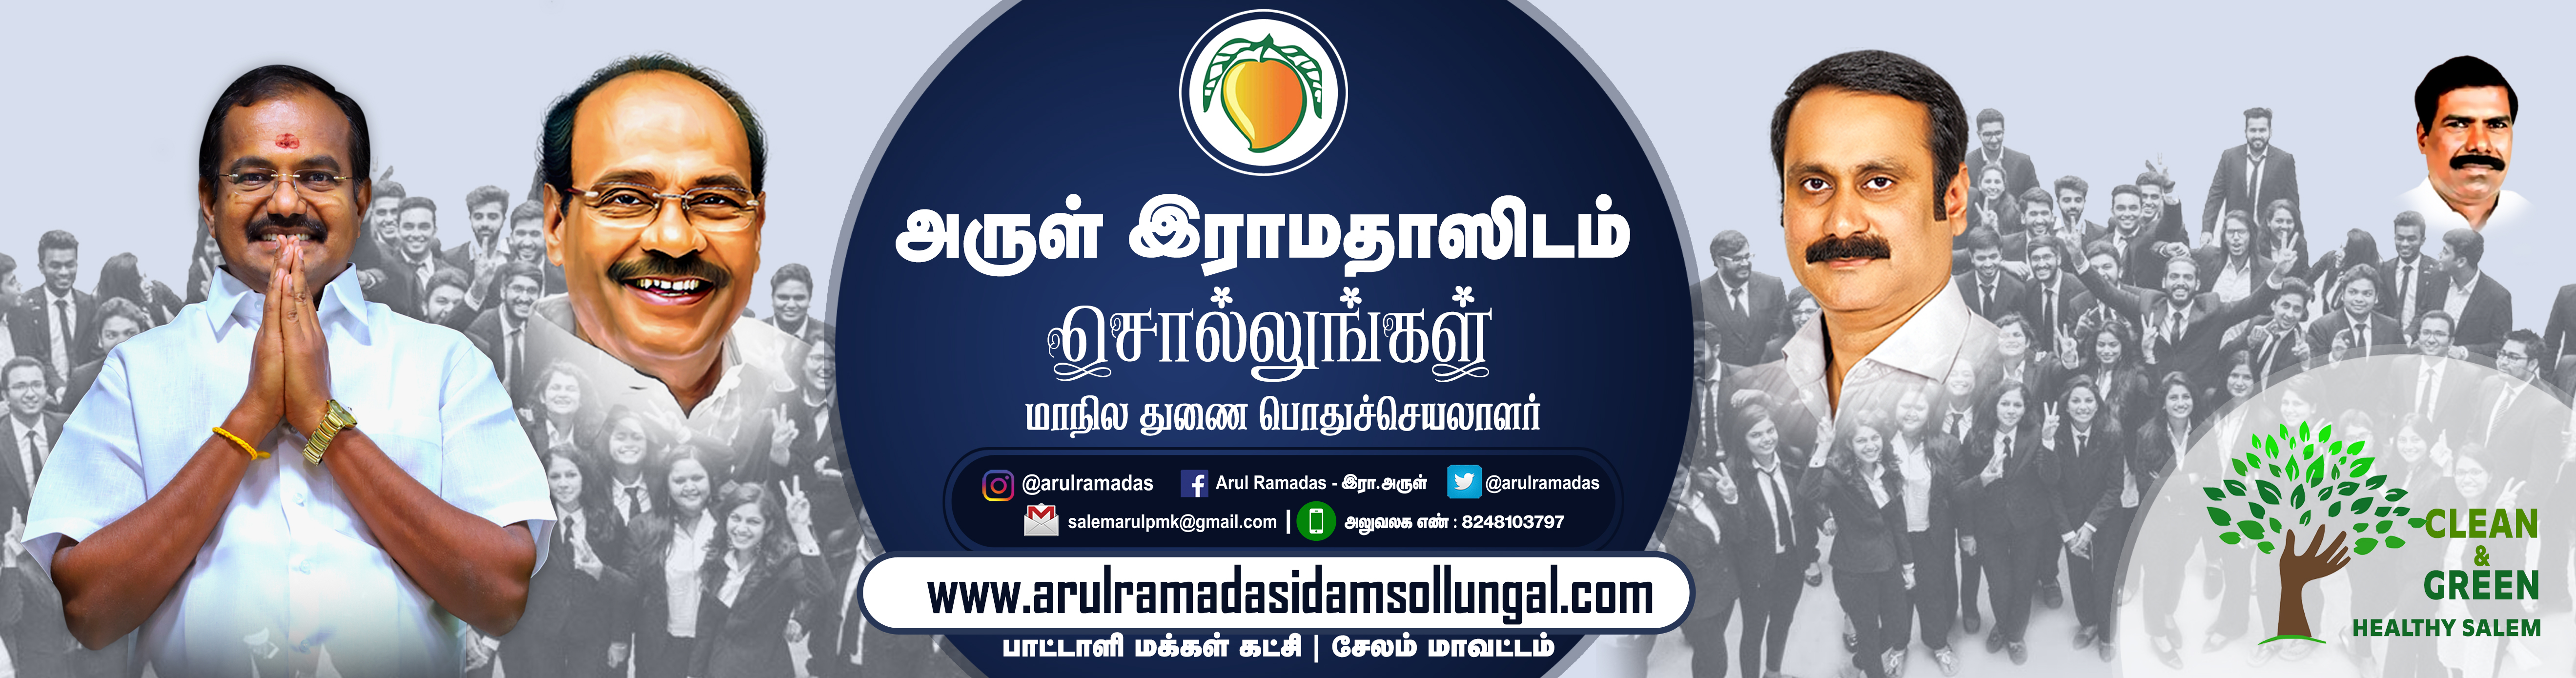 அருள் இராமதாஸிடம்
சொல்லுங்கள்
மாநில துணை பொதுச்செயலாளர்
@arulramadas Arul Ramadas - இரா.அருள் @arulramadas
salemarulpmk@gmail.com | அலுவலக எண் : 8248103797
www.arulramadasidamsollungal.com
பாட்டாளி மக்கள் கட்சி | சேலம் மாவட்டம்
CLEAN
&
GREEN
HEALTHY SALEM